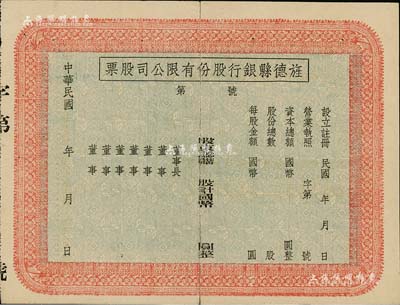 旌德縣銀行股份有限公司股票
第 號
設立註冊 民國 年 月 日
營業執照 字第 號
資本總額 國幣 圓整
股份總數 股
每股金額 國幣 圓
股計國幣 圓整
董事長
董事
董事
董事
董事
董事
中華民國 年 月 日
字第
號